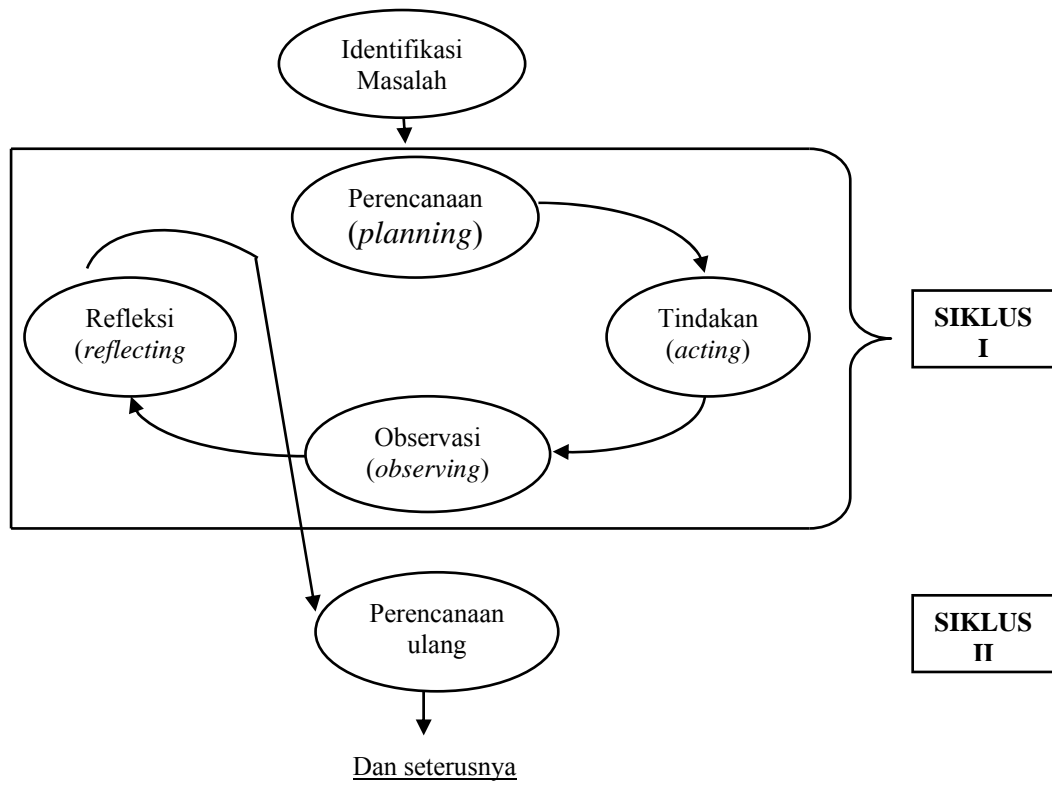 Identifikasi
Masalah
Perencanaan
(planning)
Refleksi
(reflecting
Tindakan
(acting)
SIKLUS
I
Observasi
(observing)
Perencanaan
ulang
SIKLUS
II
Dan seterusnya